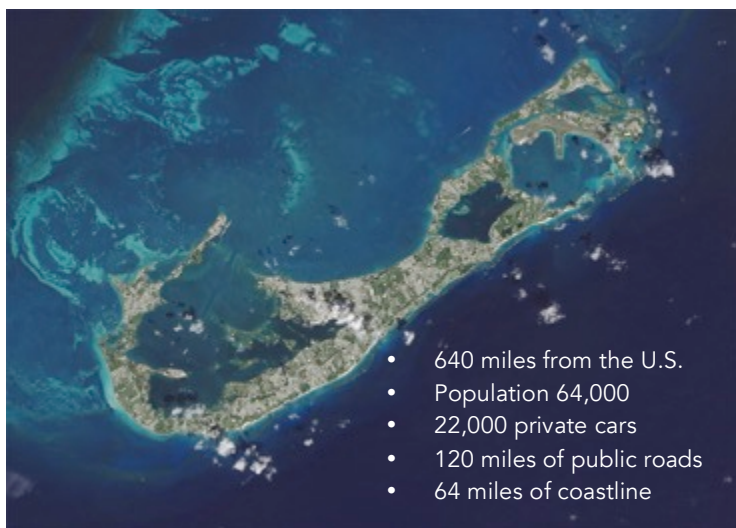 • 640 miles from the U.S.
• Population 64,000
• 22,000 private cars
• 120 miles of public roads
• 64 miles of coastline